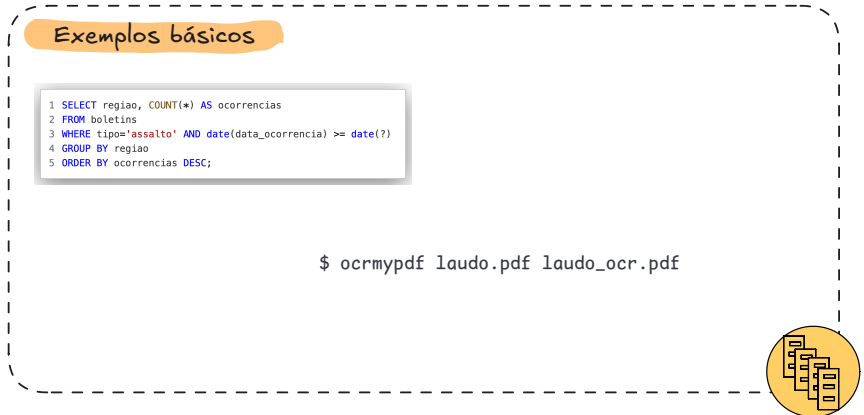 Exemplos básicos
1 SELECT regiao, COUNT(*) AS ocorrencias
2 FROM boletins
3 WHERE tipo='assalto' AND date(data_ocorrencia) >= date(?)
4 GROUP BY regiao
5 ORDER BY ocorrencias DESC;
$ ocrmypdf laudo.pdf laudo_ocr.pdf